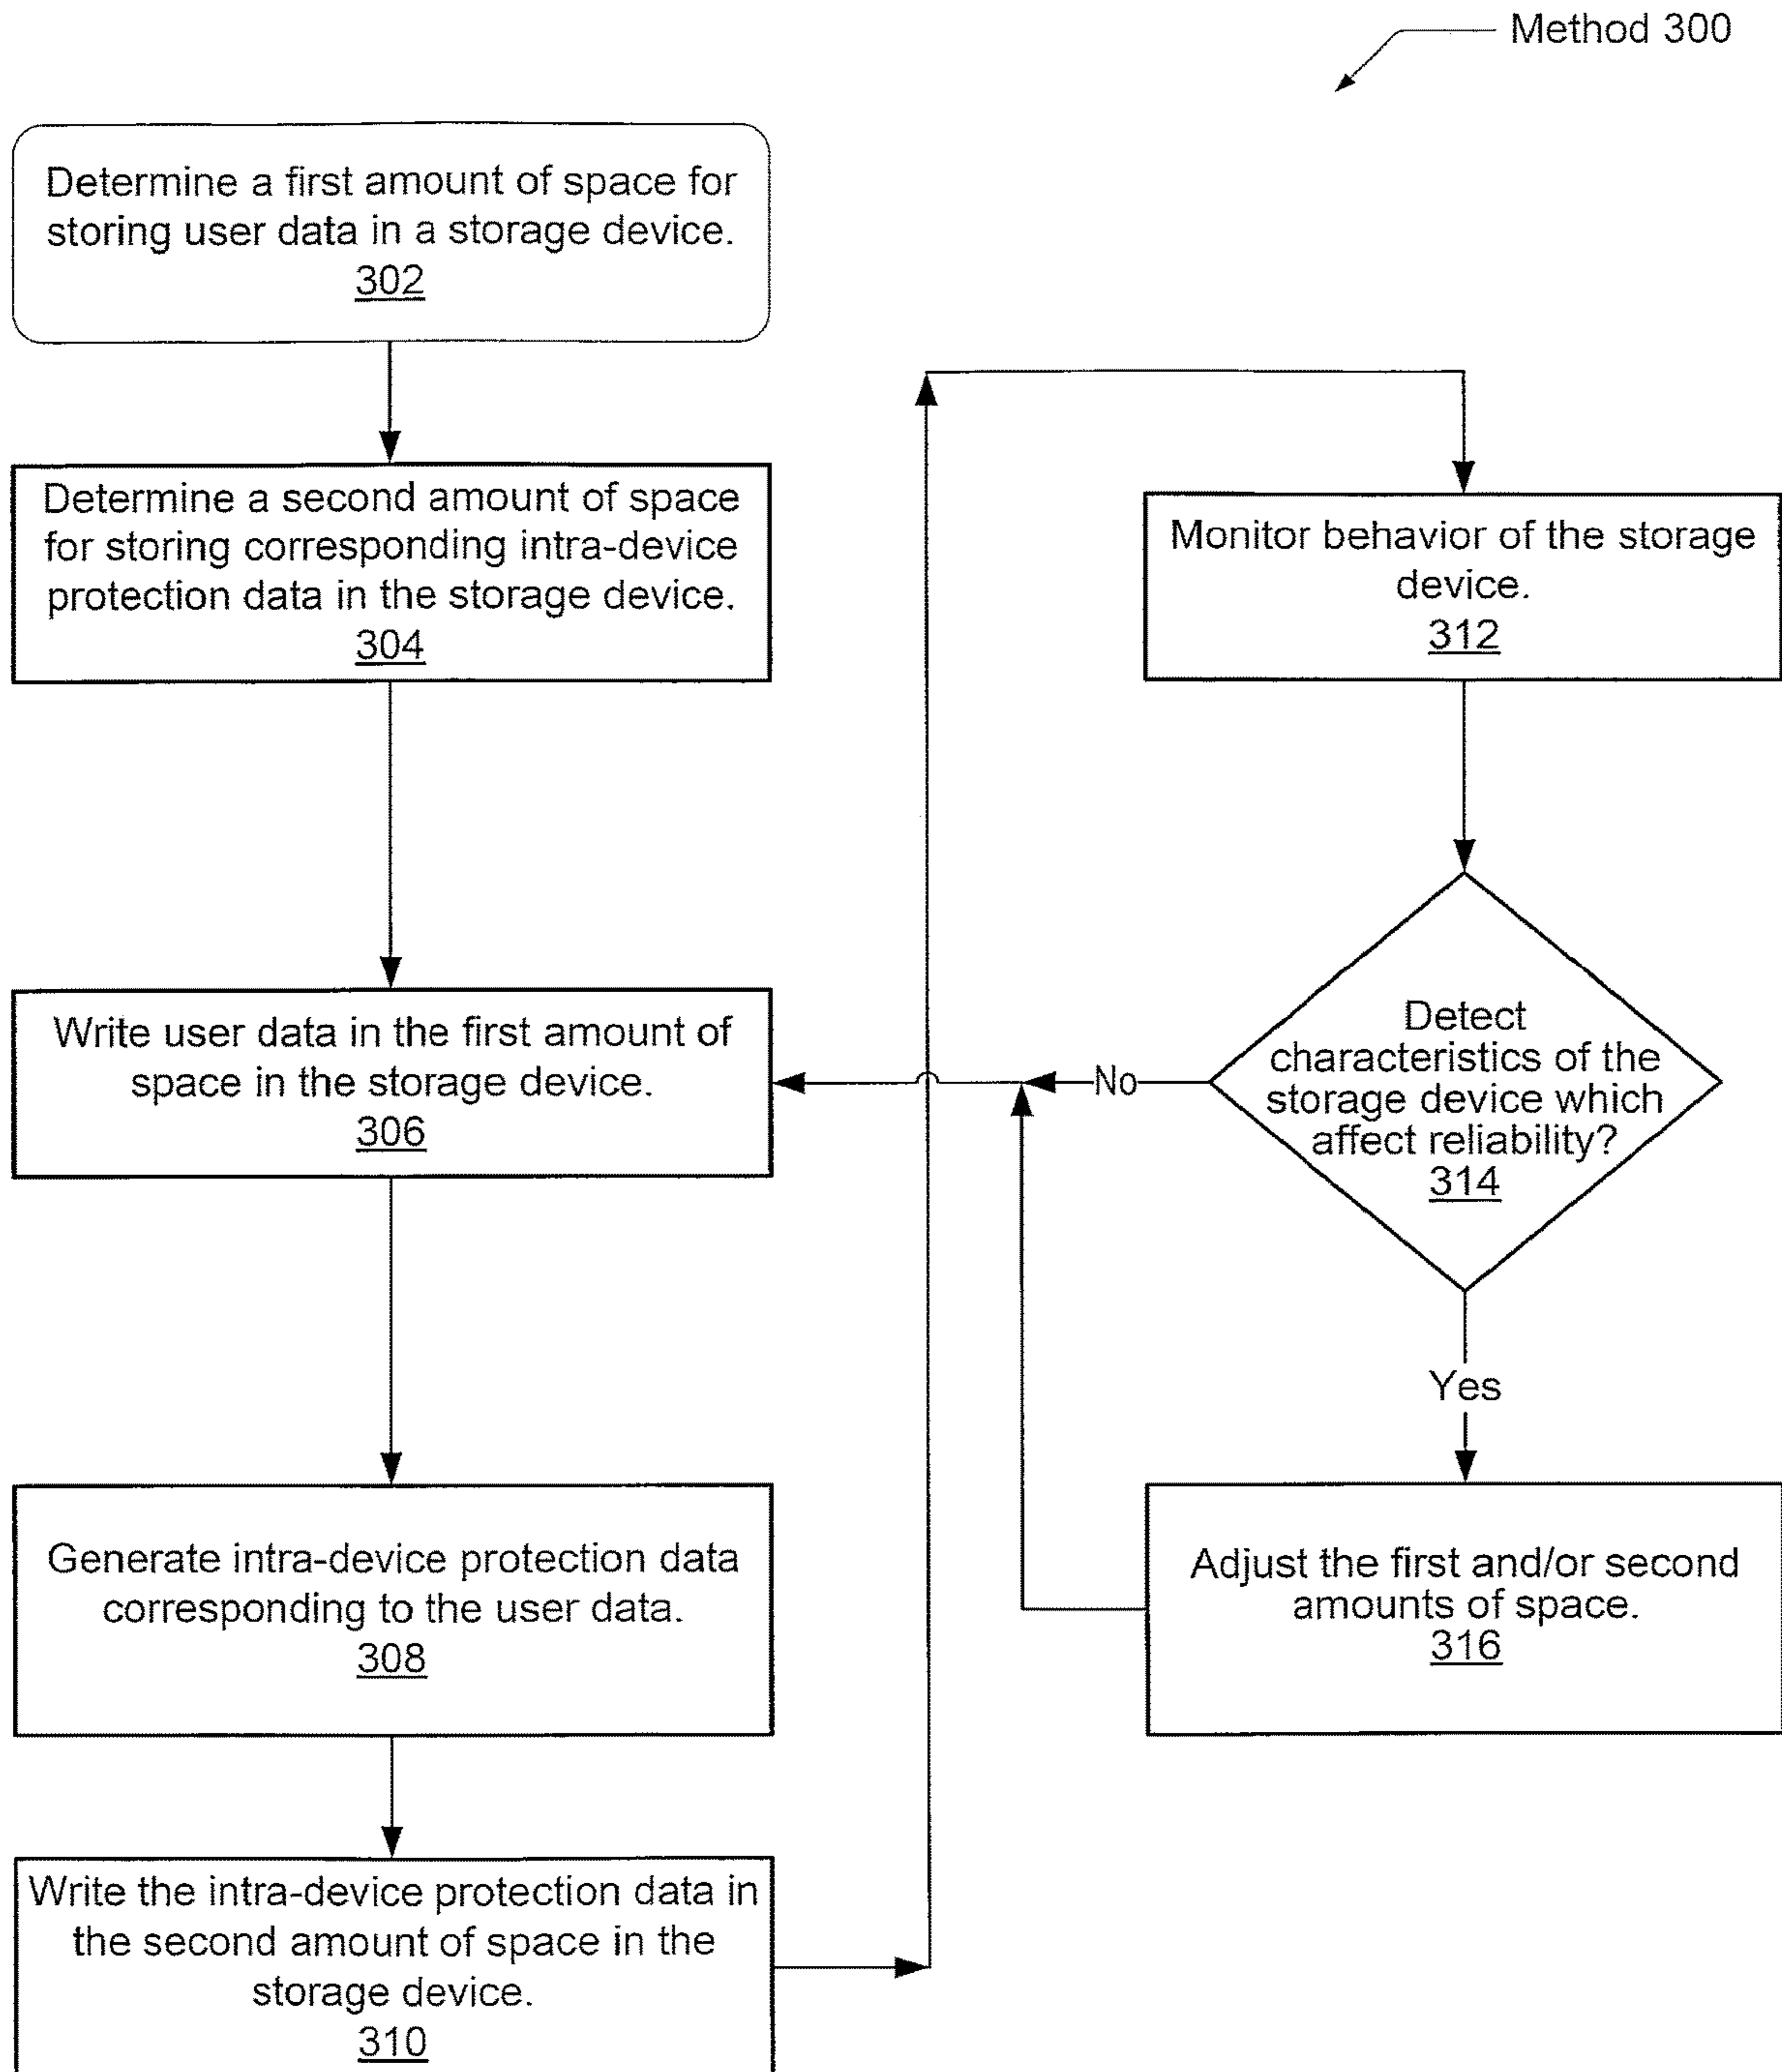 Method 300
Determine a first amount of space for
storing user data in a storage device.
302
Determine a second amount of space
for storing corresponding intra-device
protection data in the storage device.
304
Write user data in the first amount of
space in the storage device.
306
Generate intra-device protection data
corresponding to the user data.
308
Write the intra-device protection data in
the second amount of space in the
storage device.
310
Monitor behavior of the storage
device.
312
Detect
characteristics of the
storage device which
affect reliability?
314
No
Yes
Adjust the first and/or second
amounts of space.
316